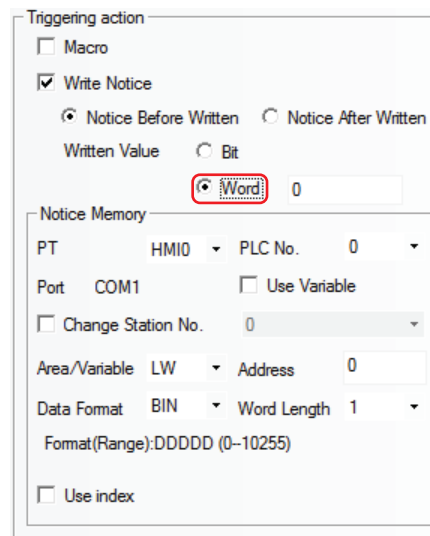 Triggering action
Macro
Write Notice
Notice Before Written Notice After Written
Written Value Bit
Word 0
Notice Memory
PT HMI0 PLC No. 0
Port COM1 Use Variable
Change Station No. 0
Area/Variable LW Address 0
Data Format BIN Word Length 1
Format(Range):DDDDD (0--10255)
Use index